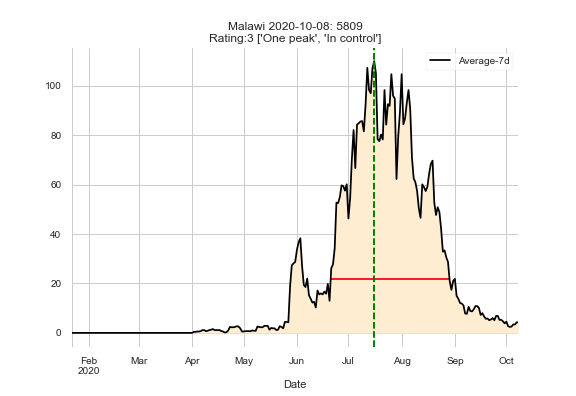 Malawi 2020-10-08: 5809
Rating:3 ['One peak', 'In control']
Average-7d
100
80
60
40
20
0
Feb Mar Apr May Jun Jul Aug Sep Oct
2020
Date